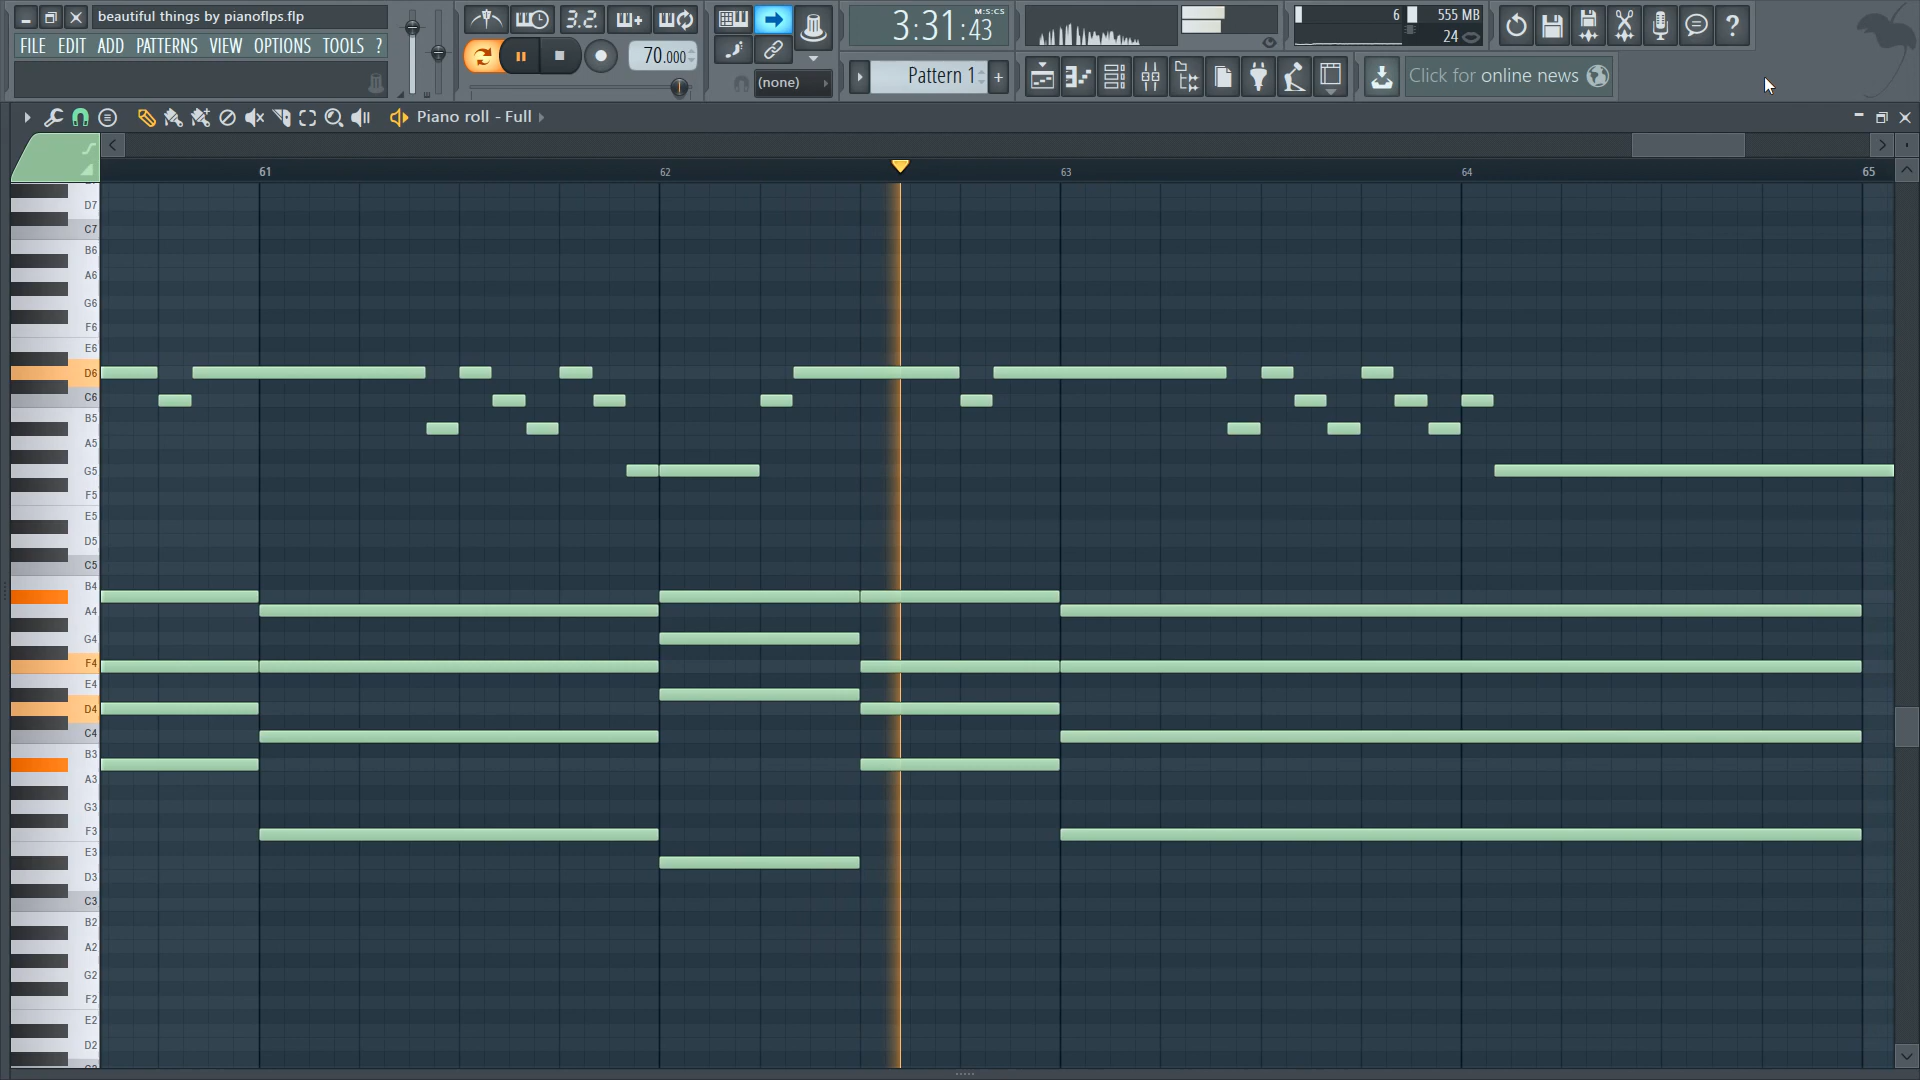 beautiful things by pianoflps.flp
FILE EDIT ADD PATTERNS VIEW OPTIONS TOOLS ?
3.2.
70.000
(none)
3:31:43
M:S:CS
Pattern 1
6
555 MB
24
Click for online news
Piano roll - Full
61 62 63 64 65
D7
C7
B6
A6
G6
F6
E6
D6
C6
B5
A5
G5
F5
E5
D5
C5
B4
A4
G4
F4
E4
D4
C4
B3
A3
G3
F3
E3
D3
C3
B2
A2
G2
F2
E2
D2